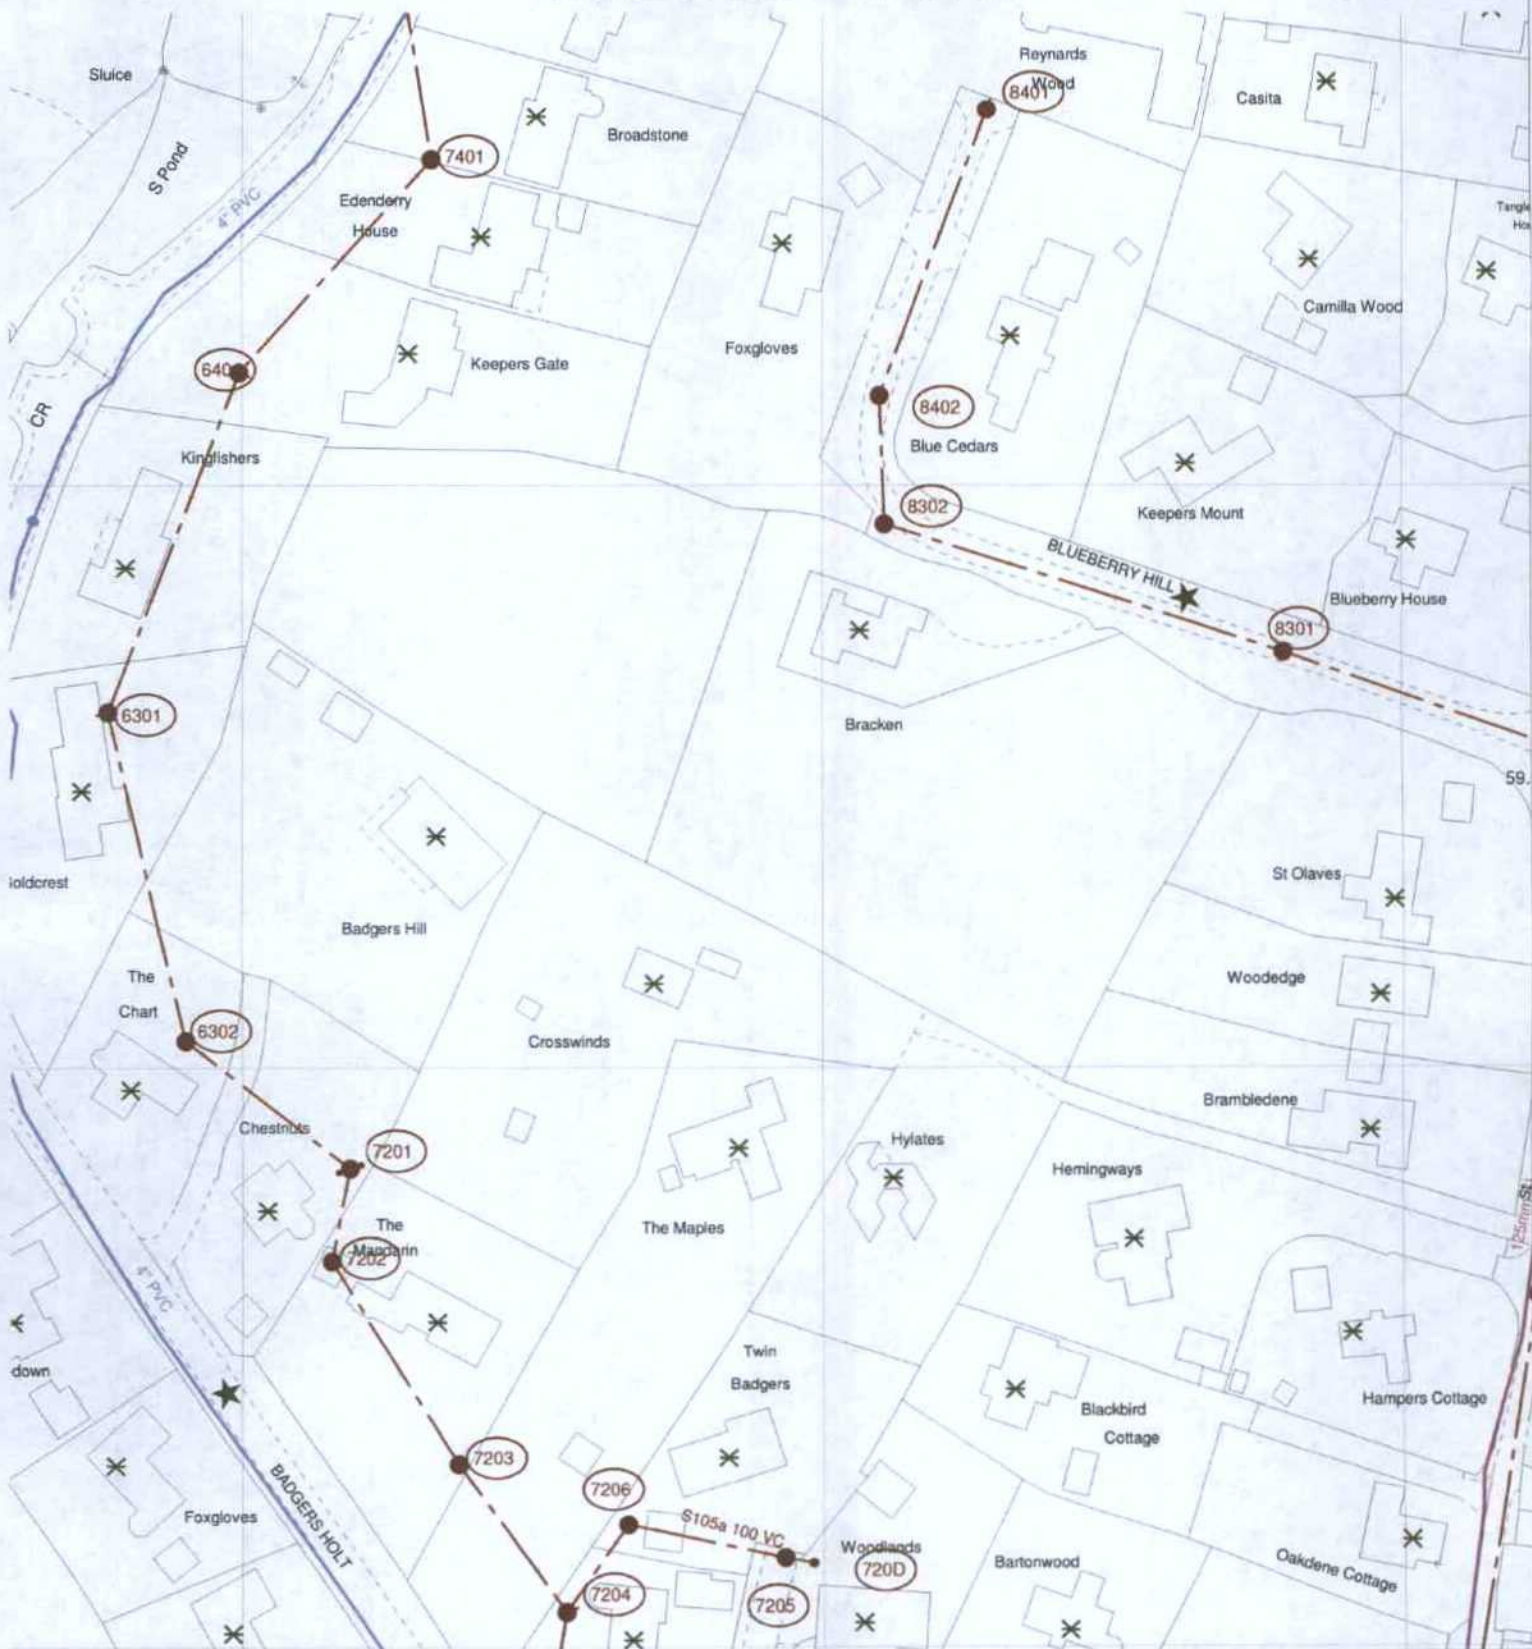 Reynards
Wood
8401
Sluice
Casita
Broadstone
7401
S Pond
Edenderry
House
4" PVC
Camilla Wood
Foxgloves
Keepers Gate
8402
Blue Cedars
CR
Kingfishers
8302
Keepers Mount
BLUEBERRY HILL
Blueberry House
8301
6301
Bracken
59.
St Olaves
oldcrest
Badgers Hill
The
Chart
Woodedge
6302
Crosswinds
Brambledene
Chestnuts
7201
Hylates
Hemingways
The
Mandarin
7202
The Maples
125mm St
4" PVC
Twin
Badgers
down
Hampers Cottage
Blackbird
Cottage
7203
7206
BADGERS HOLT
Foxgloves
S105a 100 VC
Woodlands
720D
Bartonwood
Oakdene Cottage
7204
7205